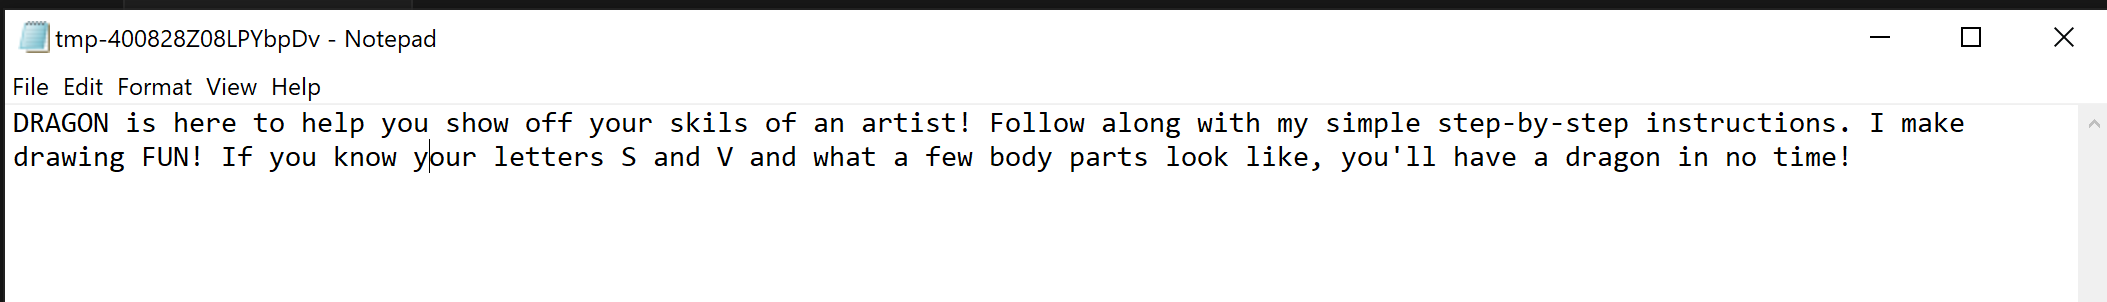 tmp-400828Z08LPYbpDv - Notepad
File Edit Format View Help
DRAGON is here to help you show off your skils of an artist! Follow along with my simple step-by-step instructions. I make
drawing FUN! If you know your letters S and V and what a few body parts look like, you'll have a dragon in no time!